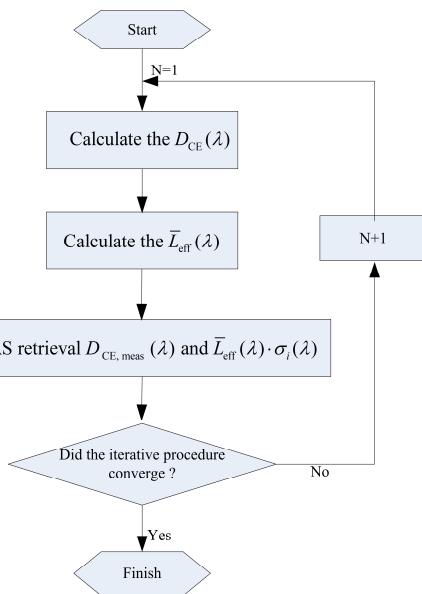 Start
N=1
Calculate the D_CE(λ)
Calculate the L̅_eff(λ)
N+1
AS retrieval D_CE, meas (λ) and L̅_eff(λ)·σ_i(λ)
Did the iterative procedure
converge ?
No
Yes
Finish